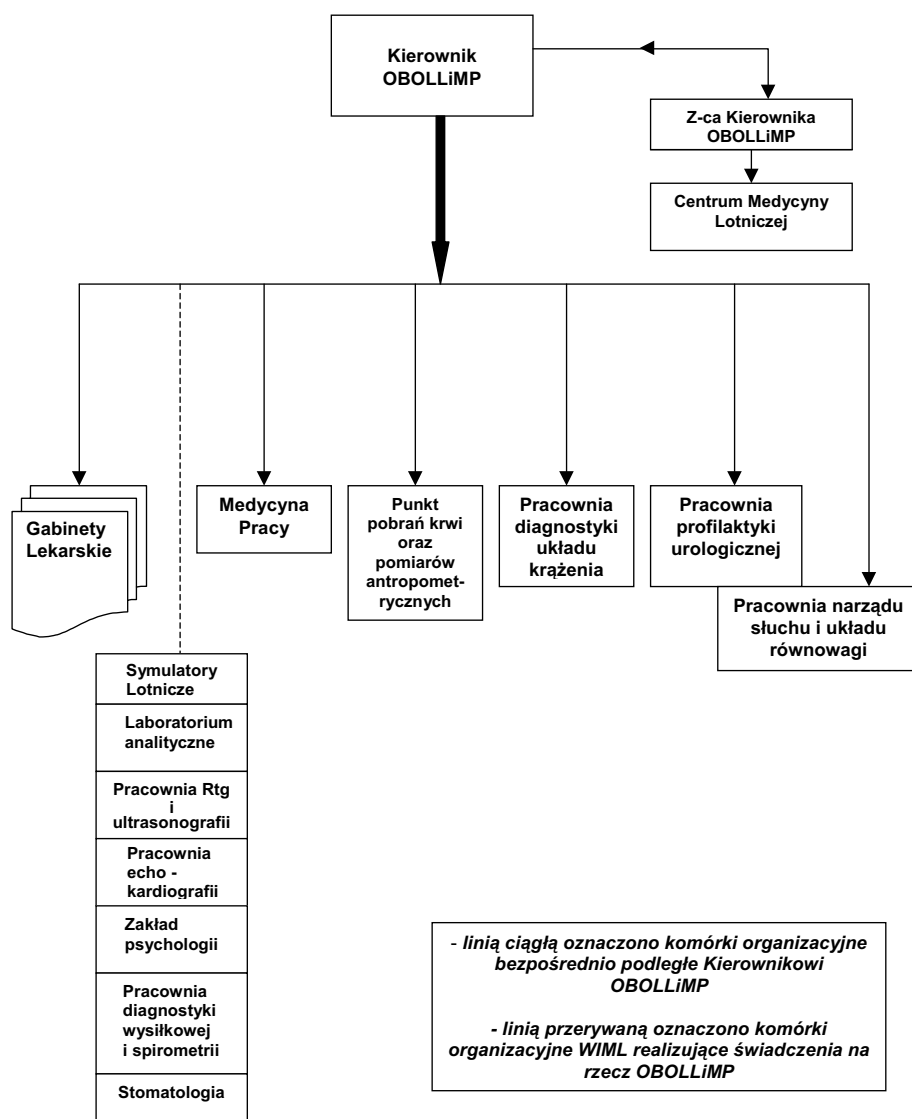 Kierownik
OBOLLiMP
Z-ca Kierownika
OBOLLiMP
Centrum Medycyny
Lotniczej
Gabinety
Lekarskie
Medycyna
Pracy
Punkt
pobrań krwi
oraz
pomiarów
antropomet-
rycznych
Pracownia
diagnostyki
układu
krążenia
Pracownia
profilaktyki
urologicznej
Pracownia narządu
słuchu i układu
równowagi
Symulatory
Lotnicze
Laboratorium
analityczne
Pracownia Rtg
i
ultrasonografii
Pracownia
echo -
kardiografii
Zakład
psychologii
Pracownia
diagnostyki
wysiłkowej
i spirometrii
Stomatologia
- linią ciągłą oznaczono komórki organizacyjne
bezpośrednio podległe Kierownikowi
OBOLLiMP
- linią przerywaną oznaczono komórki
organizacyjne WIML realizujące świadczenia na
rzecz OBOLLiMP